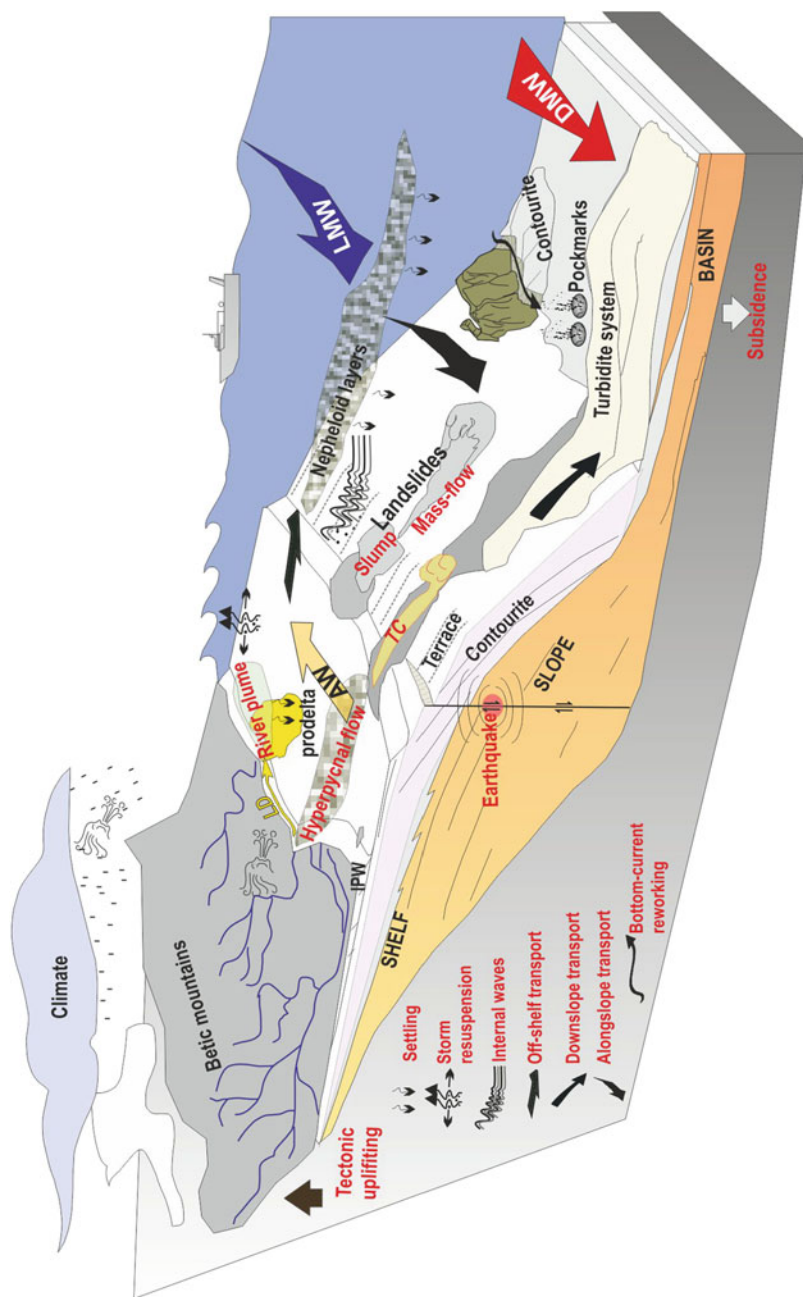 Climate
Betic mountains
Tectonic
uplifiting
LD
River plume
prodelta
Hyperpycnal flow
AW
IPW
SHELF
Nepheloid layers
LMW
DMW
Landslides
Slump
Mass-flow
TC
Terrace
Contourite
SLOPE
Earthquake
Contourite
Pockmarks
Turbidite system
BASIN
Subsidence
Settling
Storm
resuspension
Internal waves
Off-shelf transport
Downslope transport
Alongslope transport
Bottom-current
reworking